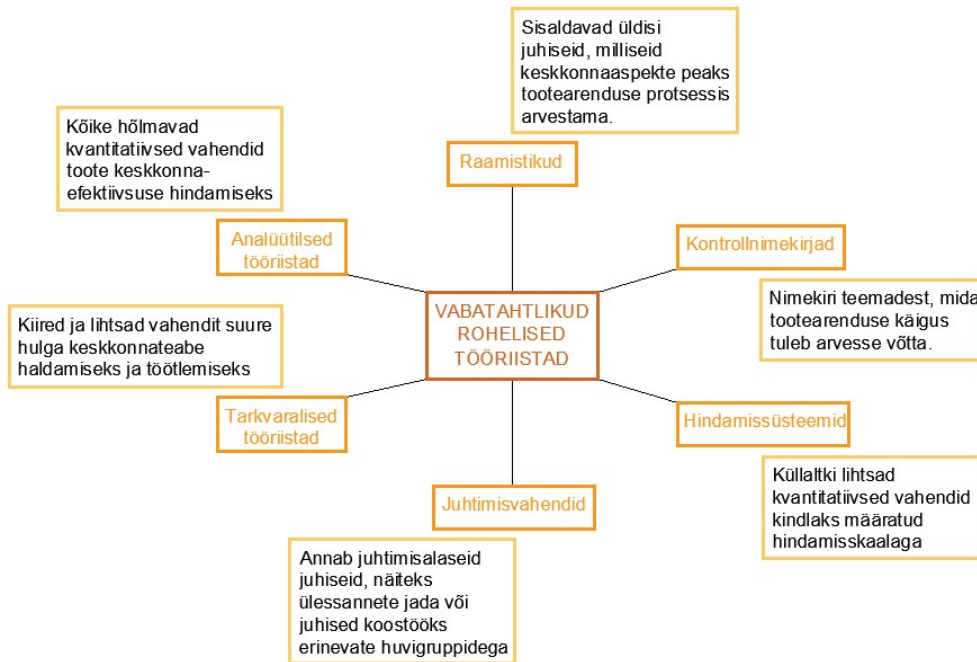 Sisaldavad üldisi
juhiseid, milliseid
keskkonnaaspekte peaks
tootearenduse protsessis
arvestama.
Raamistikud
Kõike hõlmavad
kvantitatiivsed vahendid
toote keskkonna-
efektiivsuse hindamiseks
Analüütilsed
tööriistad
Kontrollnimekirjad
Nimekiri teemadest, mida
tootearenduse käigus
tuleb arvesse võtta.
VABATAHTLIKUD
ROHELISED
TÖÖRIISTAD
Kiired ja lihtsad vahendit suure
hulga keskkonnateabe
haldamiseks ja töötlemiseks
Tarkvaralised
tööriistad
Hindamissüsteemid
Küllaltki lihtsad
kvantitatiivsed vahendid
kindlaks määratud
hindamisskaalaga
Juhtimisvahendid
Annab juhtimisalaseid
juhiseid, näiteks
ülessannete jada või
juhised koostööks
erinevate huvigruppidega